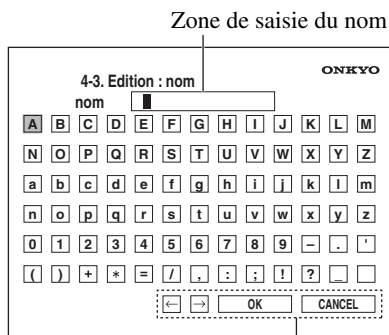 Zone de saisie du nom
ONKYO
4-3. Edition : nom
nom
A B C D E F G H I J K L M
N O P Q R S T U V W X Y Z
a b c d e f g h i j k l m
n o p q r s t u v w x y z
0 1 2 3 4 5 6 7 8 9 – . '
( ) + * = / , : ; ! ? _
← → OK CANCEL